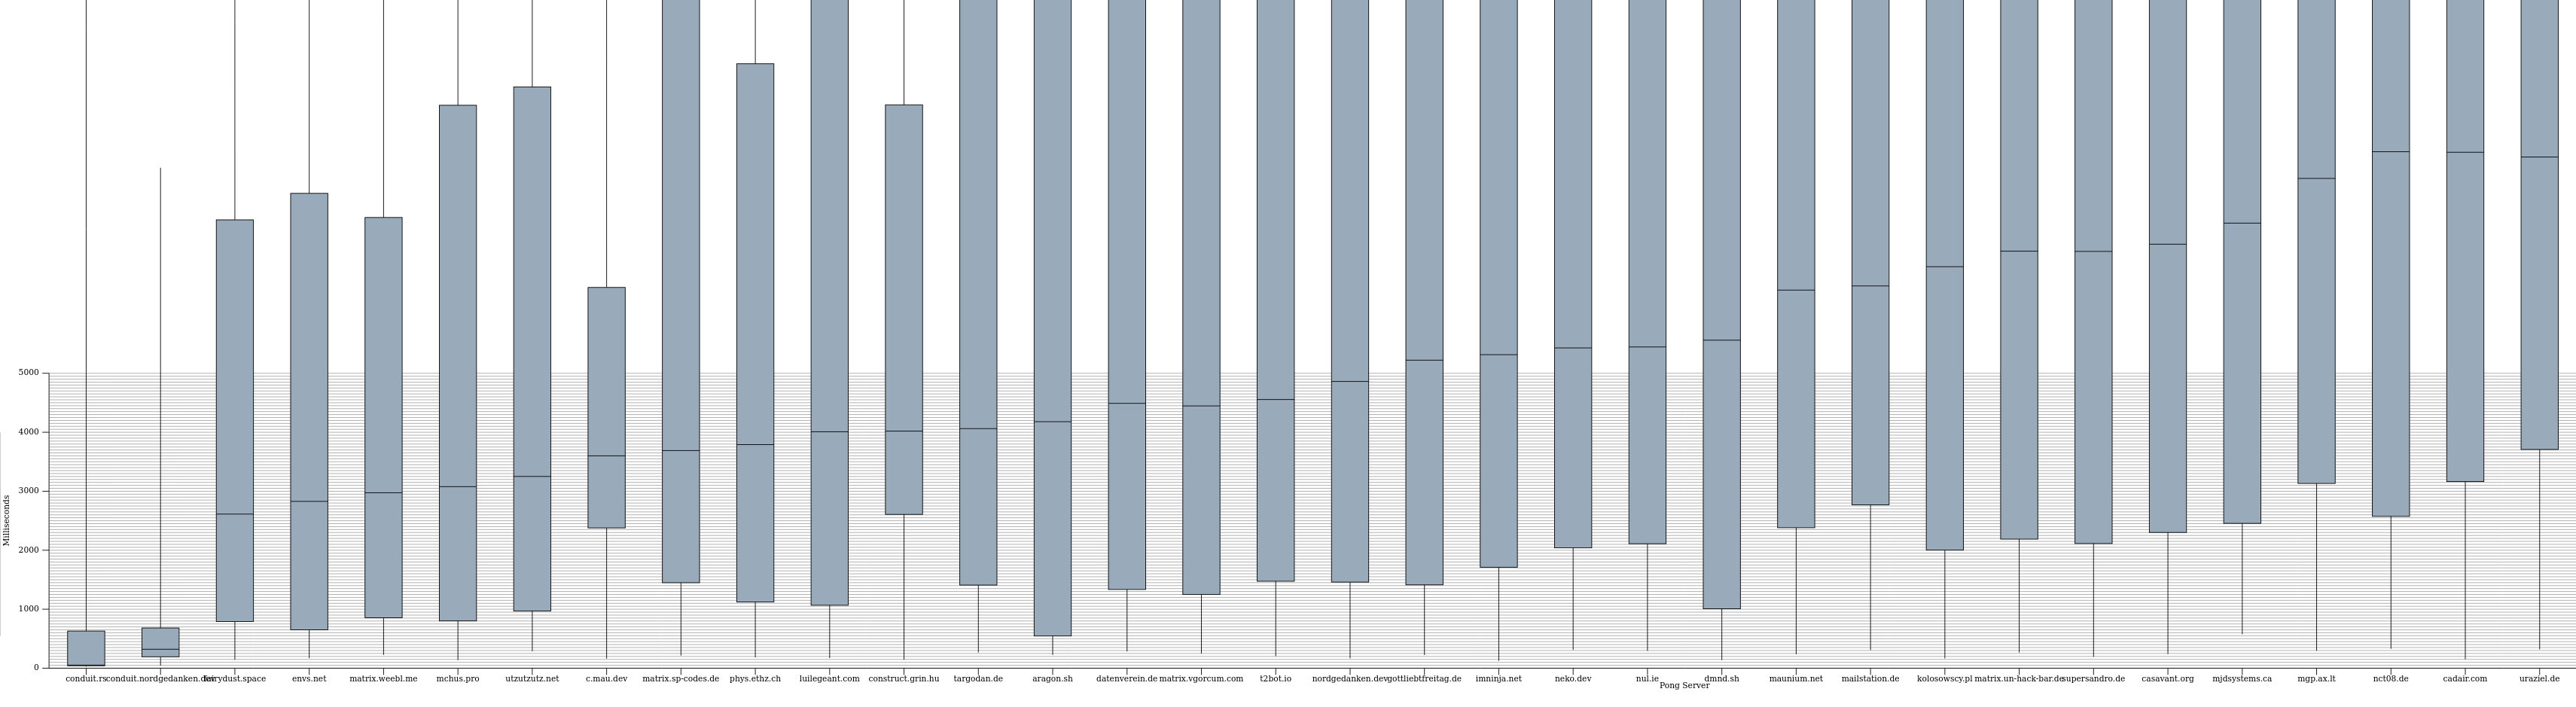 5000
4000
3000
2000
1000
0
Milliseconds
conduit.rs
conduit.nordgedanken.dev
fairydust.space
envs.net
matrix.weebl.me
mchus.pro
utzutzutz.net
c.mau.dev
matrix.sp-codes.de
phys.ethz.ch
luilegeant.com
construct.grin.hu
targodan.de
aragon.sh
datenverein.de
matrix.vgorcum.com
t2bot.io
nordgedanken.dev
gottliebtfreitag.de
imninja.net
neko.dev
nul.ie
dmnd.sh
maunium.net
mailstation.de
kolosowscy.pl
matrix.un-hack-bar.de
supersandro.de
casavant.org
mjdsystems.ca
mgp.ax.lt
nct08.de
cadair.com
uraziel.de
Pong Server